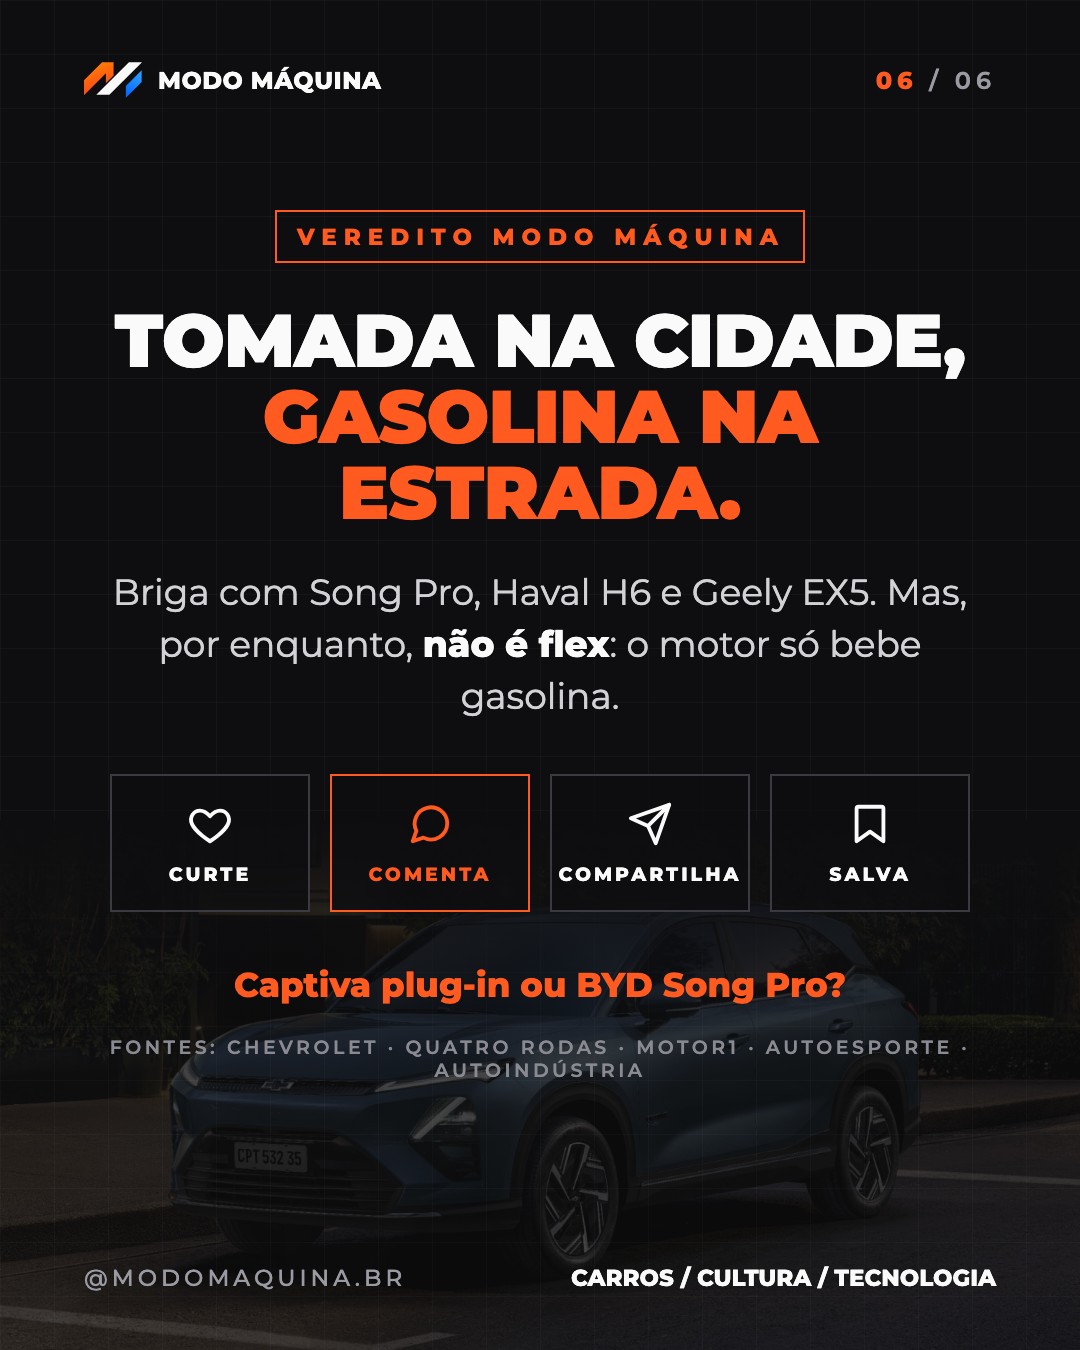 MODO MÁQUINA
06 / 06
VEREDITO MODO MÁQUINA
TOMADA NA CIDADE,
GASOLINA NA
ESTRADA.
Briga com Song Pro, Haval H6 e Geely EX5. Mas,
por enquanto, não é flex: o motor só bebe
gasolina.
CURTE
COMENTA
COMPARTILHA
SALVA
Captiva plug-in ou BYD Song Pro?
FONTES: CHEVROLET · QUATRO RODAS · MOTOR1 · AUTOESPORTE ·
AUTOINDÚSTRIA
CPT 532 35
@MODOMAQUINA.BR
CARROS / CULTURA / TECNOLOGIA